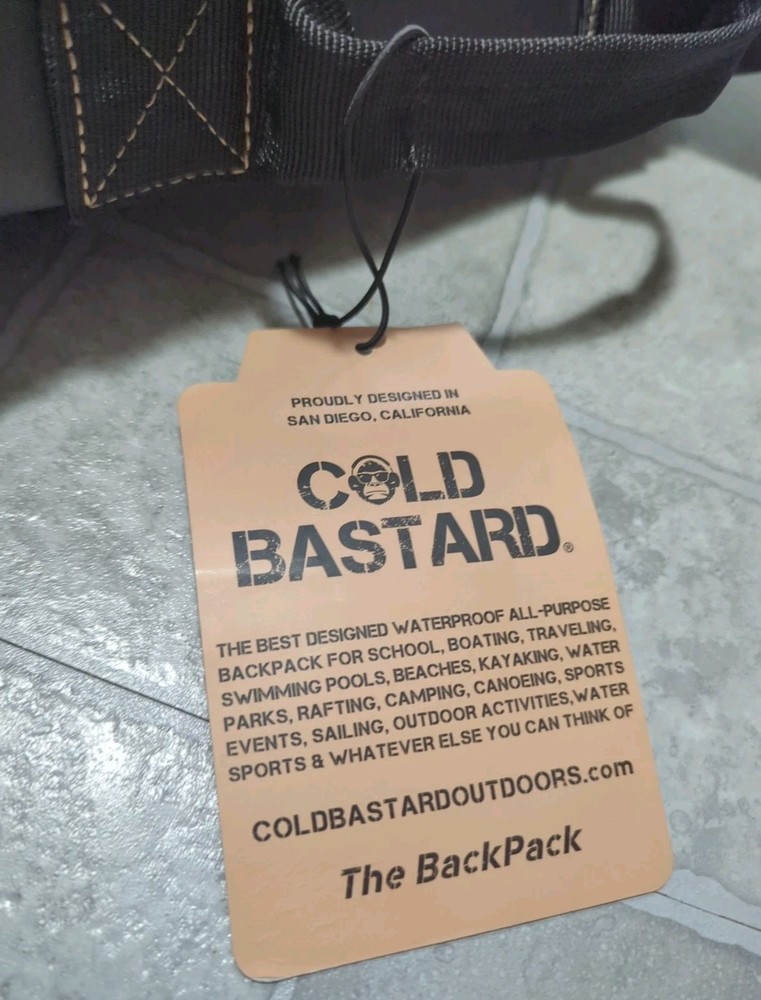 PROUDLY DESIGNED IN
SAN DIEGO, CALIFORNIA
COLD
BASTARD®
THE BEST DESIGNED WATERPROOF ALL-PURPOSE
BACKPACK FOR SCHOOL, BOATING, TRAVELING,
SWIMMING POOLS, BEACHES, KAYAKING, WATER
PARKS, RAFTING, CAMPING, CANOEING, SPORTS
EVENTS, SAILING, OUTDOOR ACTIVITIES,WATER
SPORTS & WHATEVER ELSE YOU CAN THINK OF
COLDBASTARDOUTDOORS.com
The BackPack